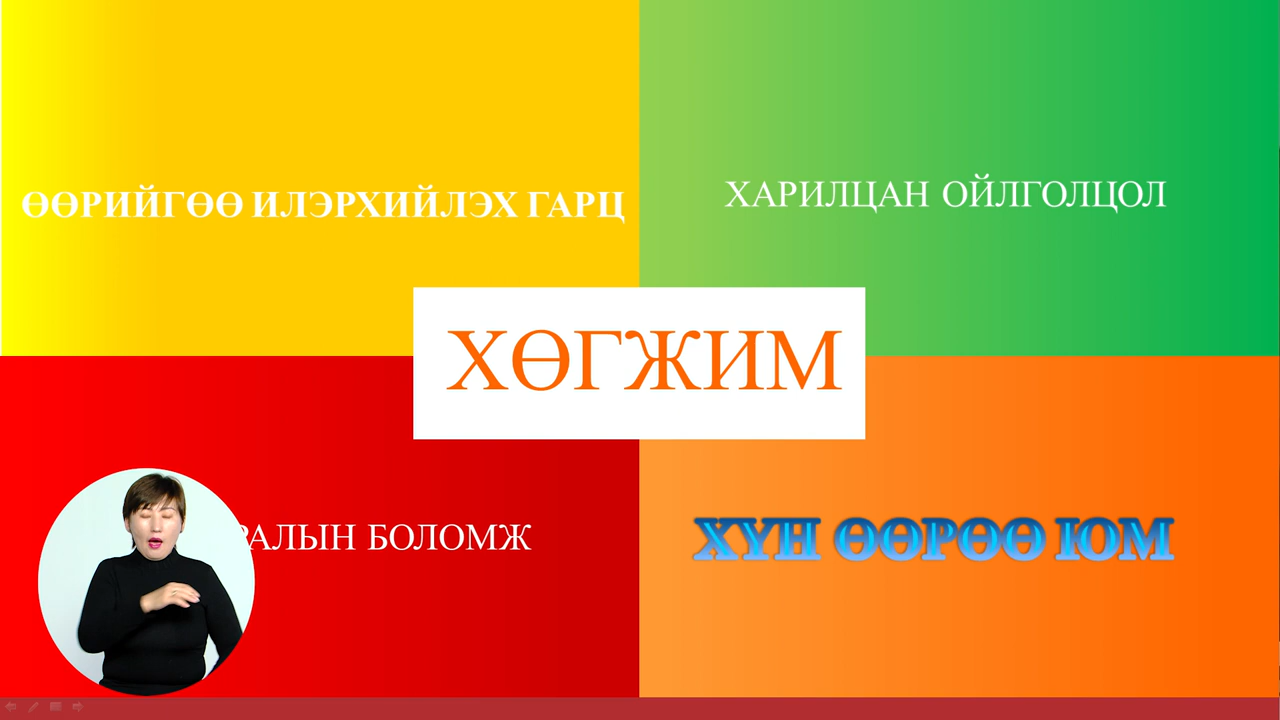 ӨӨРИЙГӨӨ ИЛЭРХИЙЛЭХ ГАРЦ
ХАРИЛЦАН ОЙЛГОЛЦОЛ
ХӨГЖИМ
БОЛОМЖ
ХҮН ӨӨРӨӨ ЮМ